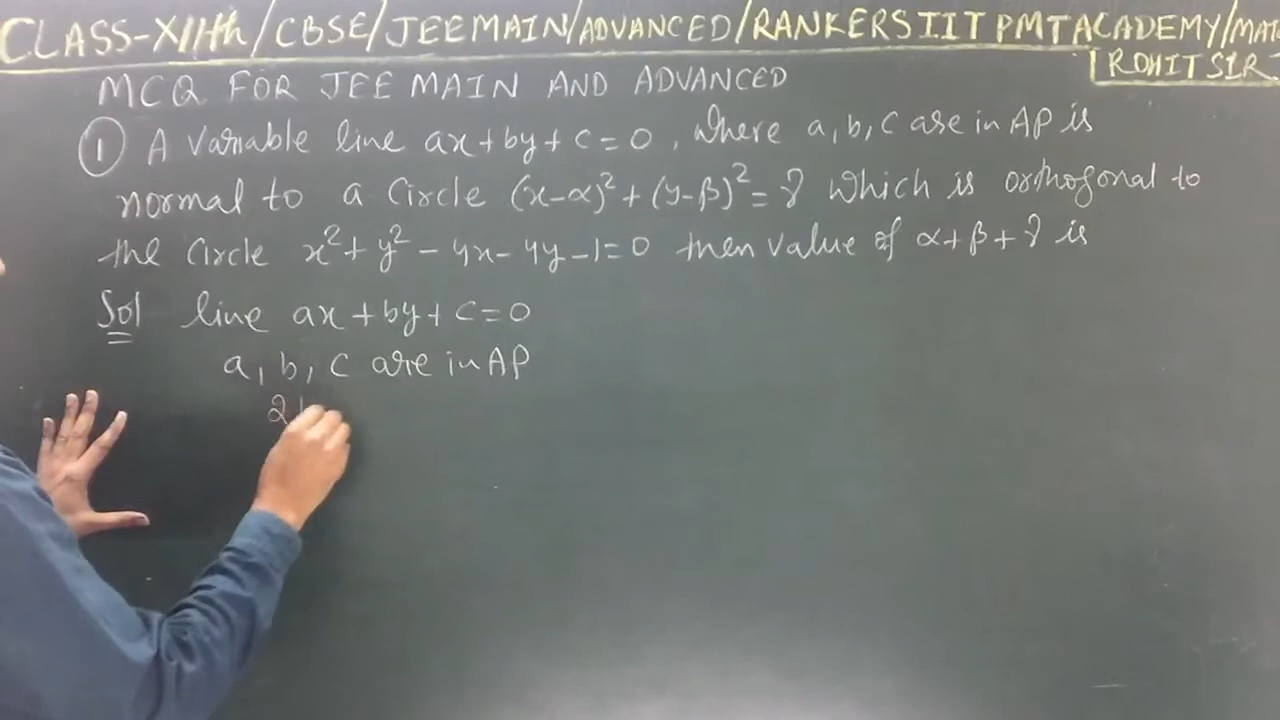 CLASS-XIIth/CBSE/JEE MAIN/ADVANCED/RANKERS IIT PMT ACADEMY/MAT
ROHIT SIR
MCQ FOR JEE MAIN AND ADVANCED
① A variable line ax+by+c=0, where a,b,c are in AP is
normal to a circle (x-α)²+(y-β)²=γ which is orthogonal to
the circle x²+y²-4x-4y-1=0 then value of α+β+γ is
Sol line ax+by+c=0
a, b, c are in AP
2